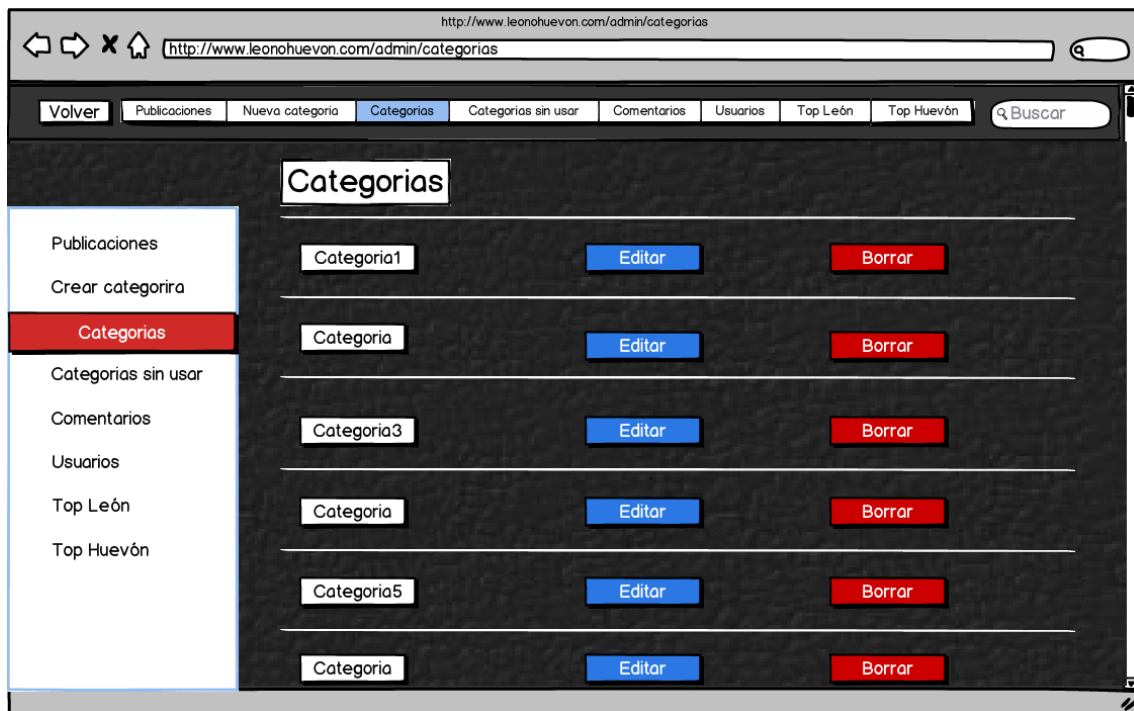 http://www.leonohuevon.com/admin/categorias
http://www.leonohuevon.com/admin/categorias
Volver Publicaciones Nueva categoria Categorias Categorias sin usar Comentarios Usuarios Top León Top Huevón Buscar
Categorias
Publicaciones
Crear categorira
Categorias
Categorias sin usar
Comentarios
Usuarios
Top León
Top Huevón
Categoria1 Editar Borrar
Categoria Editar Borrar
Categoria3 Editar Borrar
Categoria Editar Borrar
Categoria5 Editar Borrar
Categoria Editar Borrar